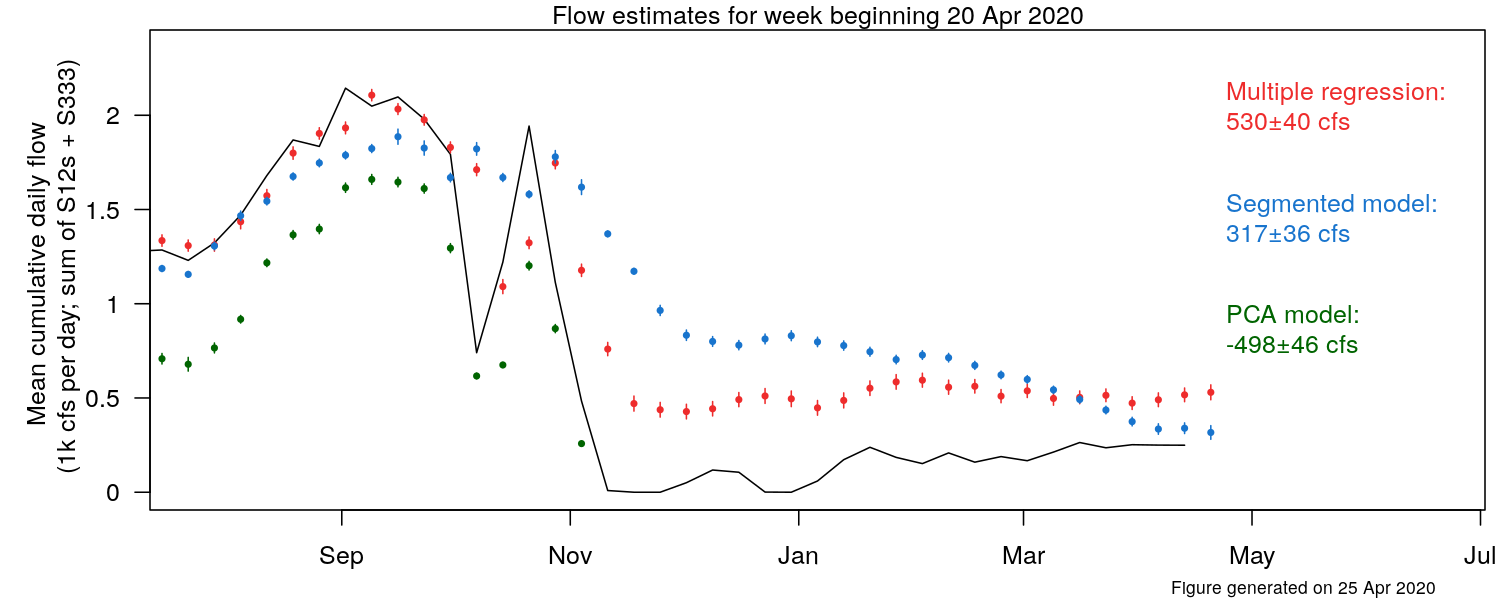 Flow estimates for week beginning 20 Apr 2020
Mean cumulative daily flow
(1k cfs per day; sum of S12s + S333)
2
1.5
1
0.5
0
Multiple regression:
530±40 cfs
Segmented model:
317±36 cfs
PCA model:
-498±46 cfs
Sep
Nov
Jan
Mar
May
Jul
FIgure generated on 25 Apr 2020